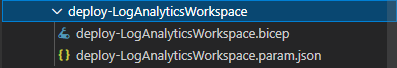 deploy-LogAnalyticsWorkspace
deploy-LogAnalyticsWorkspace.bicep
{} deploy-LogAnalyticsWorkspace.param.json